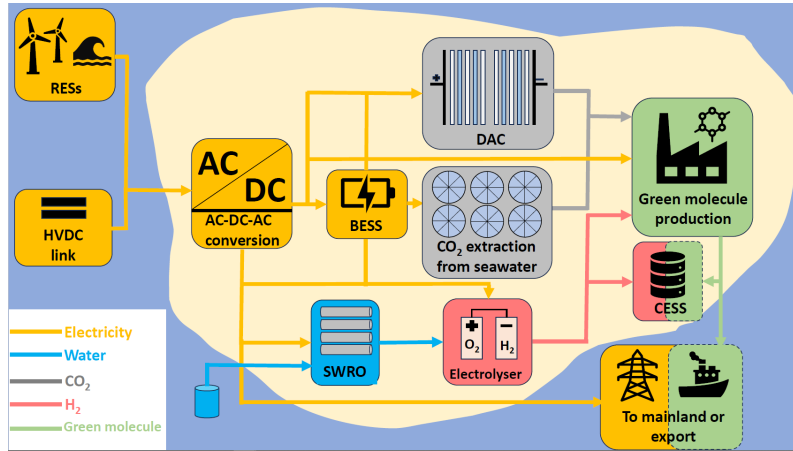 RESs
HVDC
link
AC
DC
AC-DC-AC
conversion
BESS
+
−
DAC
CO₂ extraction
from seawater
Green molecule
production
CESS
SWRO
+
−
O₂
H₂
Electrolyser
To mainland or
export
Electricity
Water
CO₂
H₂
Green molecule